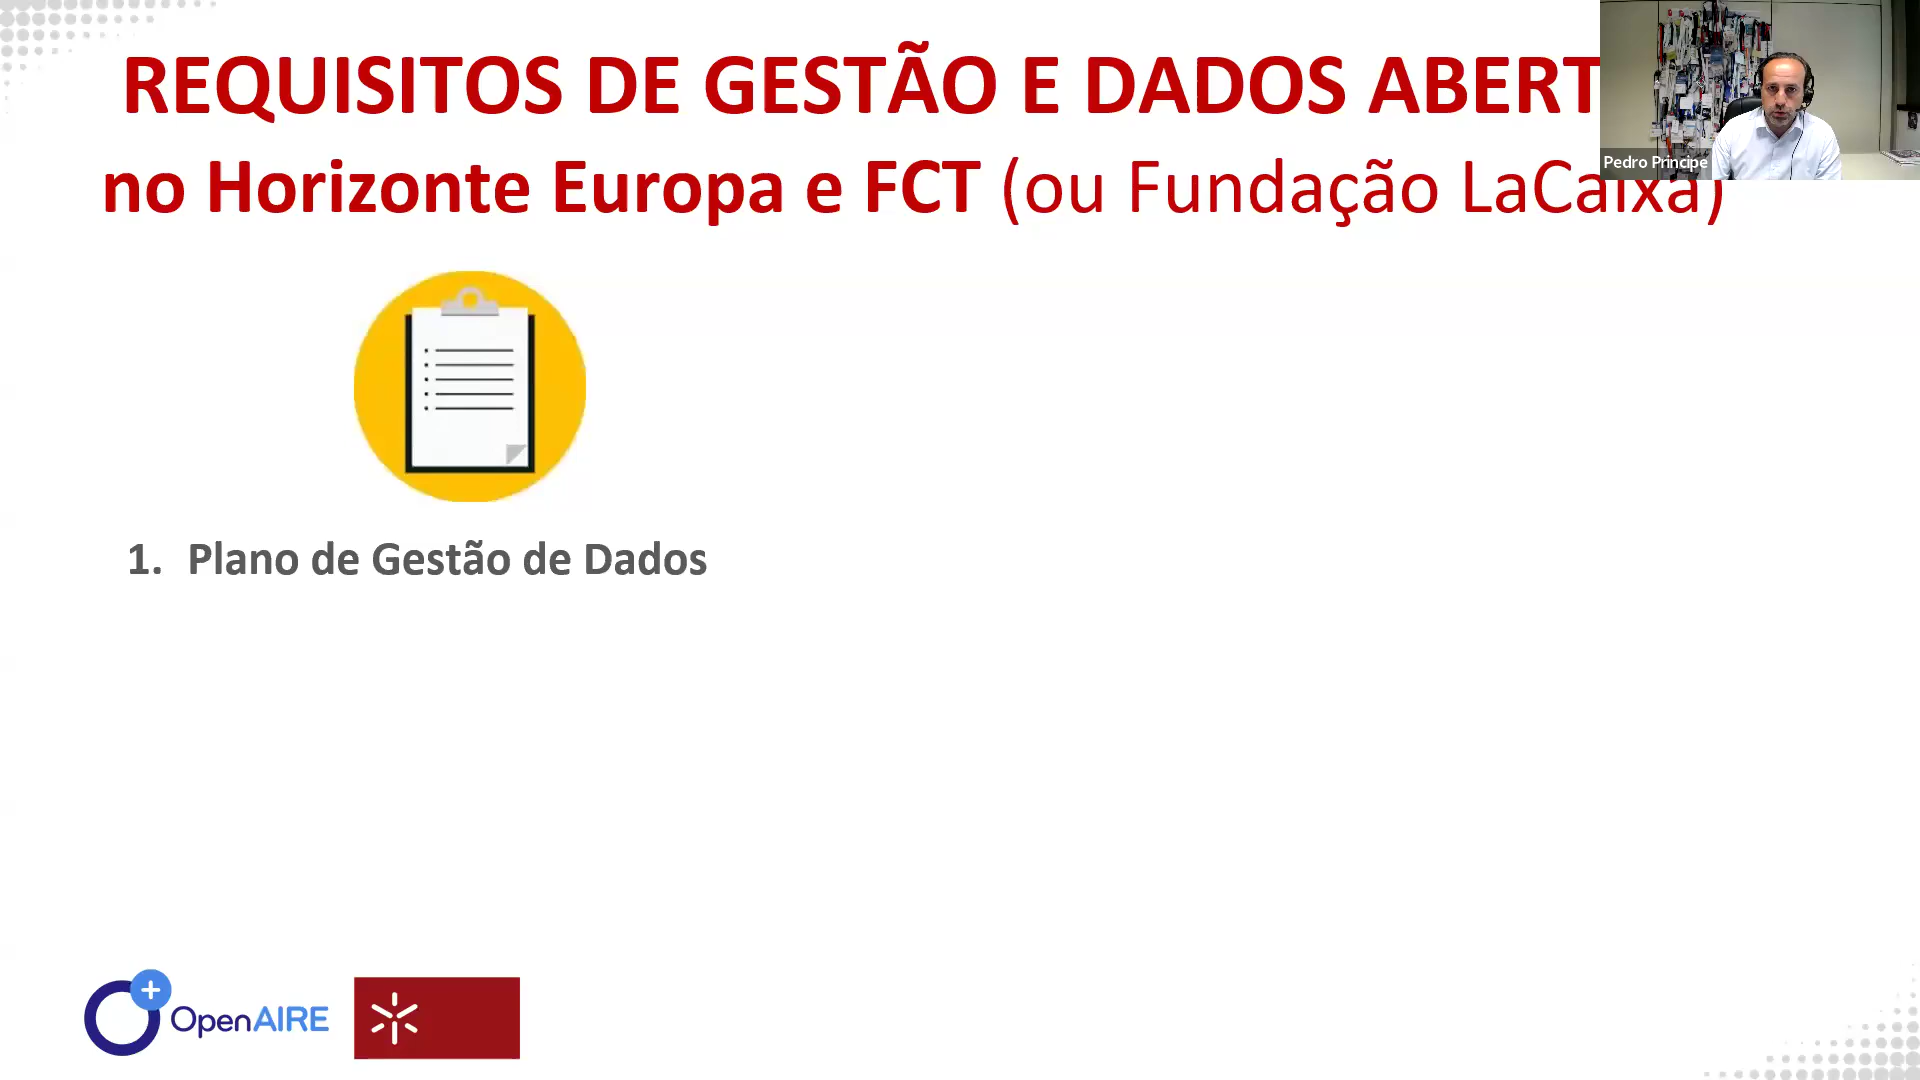 REQUISITOS DE GESTÃO E DADOS ABERT
no Horizonte Europa e FCT (ou Fundação LaCaixa)
Pedro Principe
1. Plano de Gestão de Dados
OpenAIRE